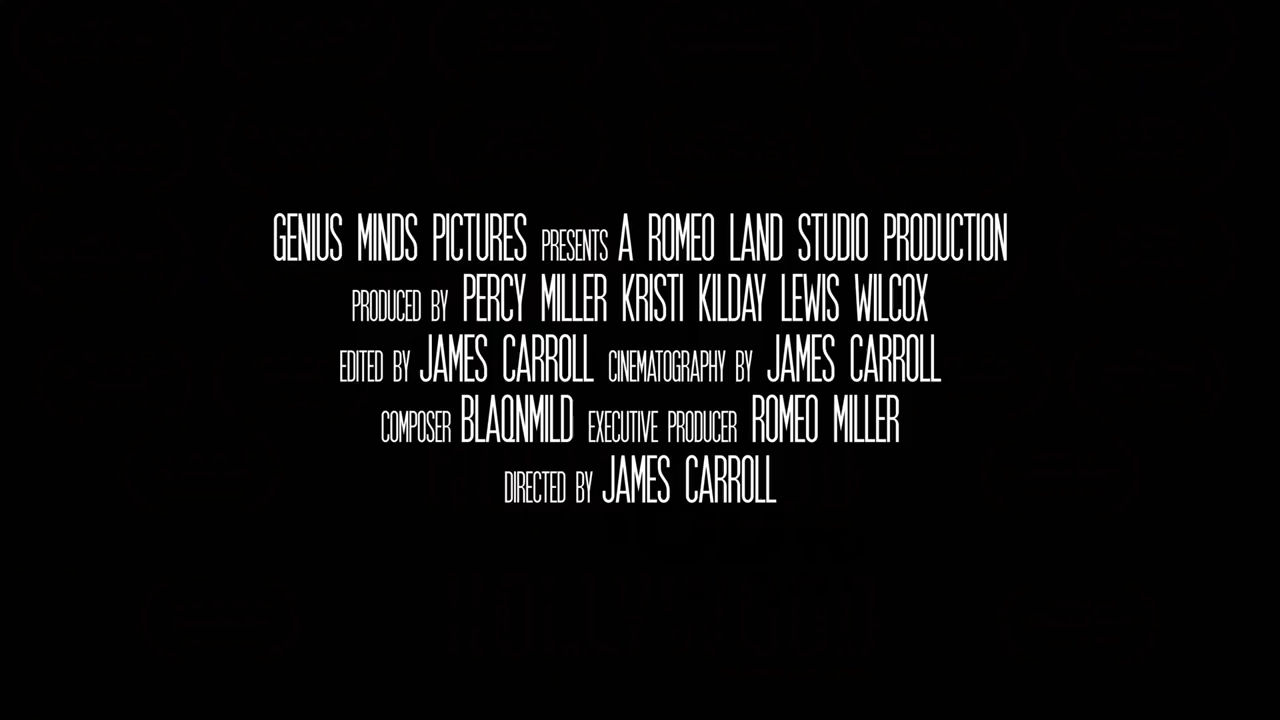 GENIUS MINDS PICTURES PRESENTS A ROMEO LAND STUDIO PRODUCTION
PRODUCED BY PERCY MILLER KRISTI KILDAY LEWIS WILCOX
EDITED BY JAMES CARROLL CINEMATOGRAPHY BY JAMES CARROLL
COMPOSER BLAQNMILD EXECUTIVE PRODUCER ROMEO MILLER
DIRECTED BY JAMES CARROLL